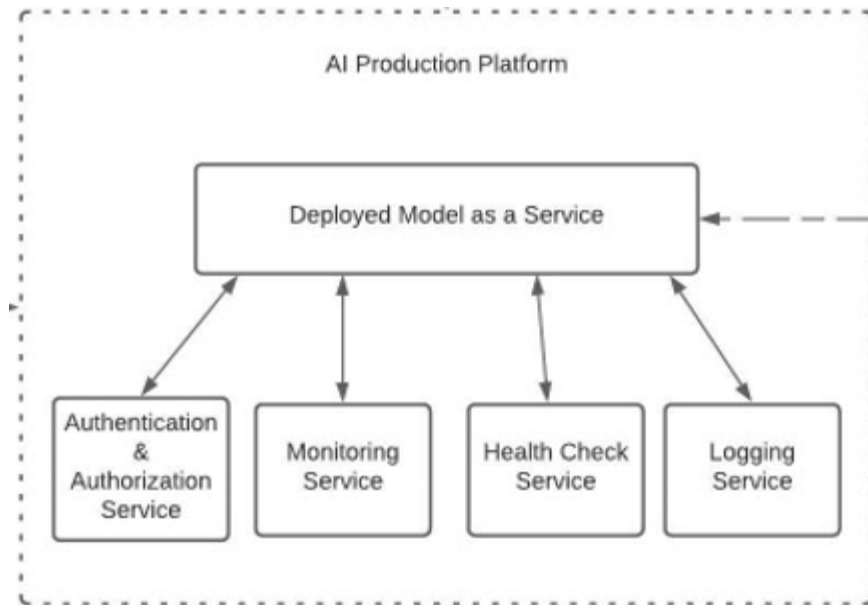 AI Production Platform
Deployed Model as a Service
Authentication
&
Authorization
Service
Monitoring
Service
Health Check
Service
Logging
Service